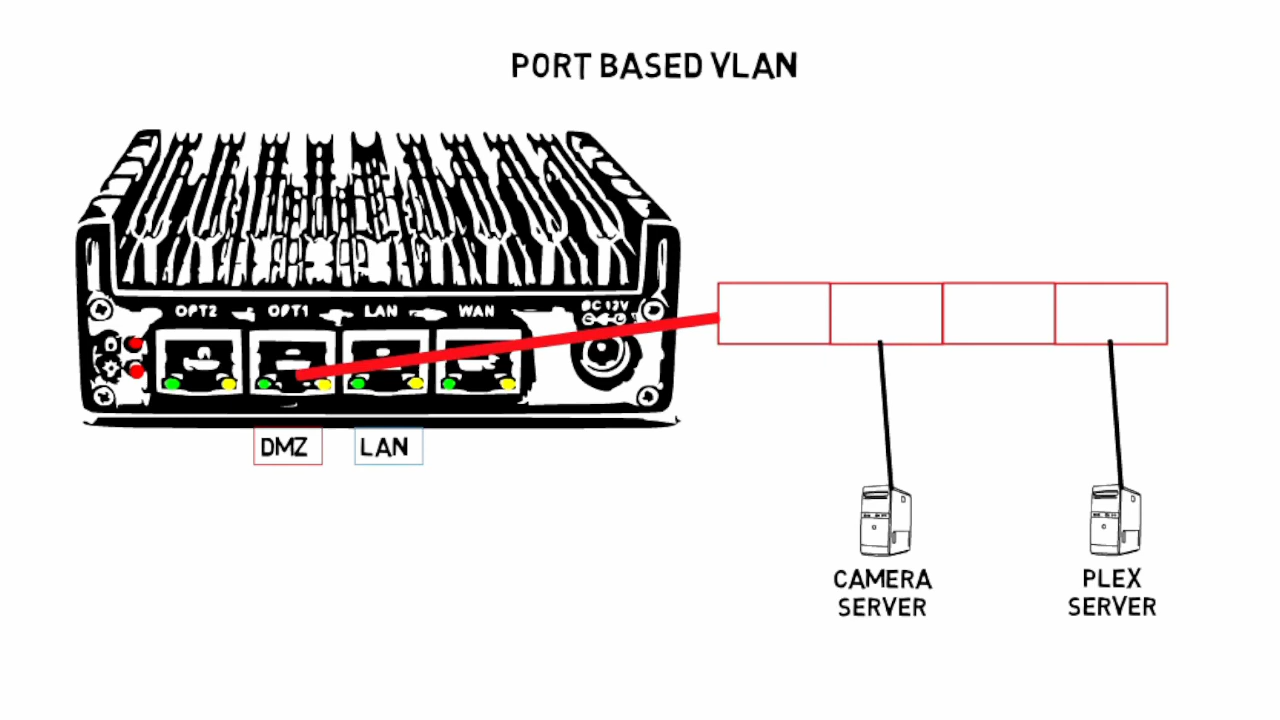 PORT BASED VLAN
OPT2 OPT1 LAN WAN DC 12V
DMZ LAN
CAMERA
SERVER
PLEX
SERVER